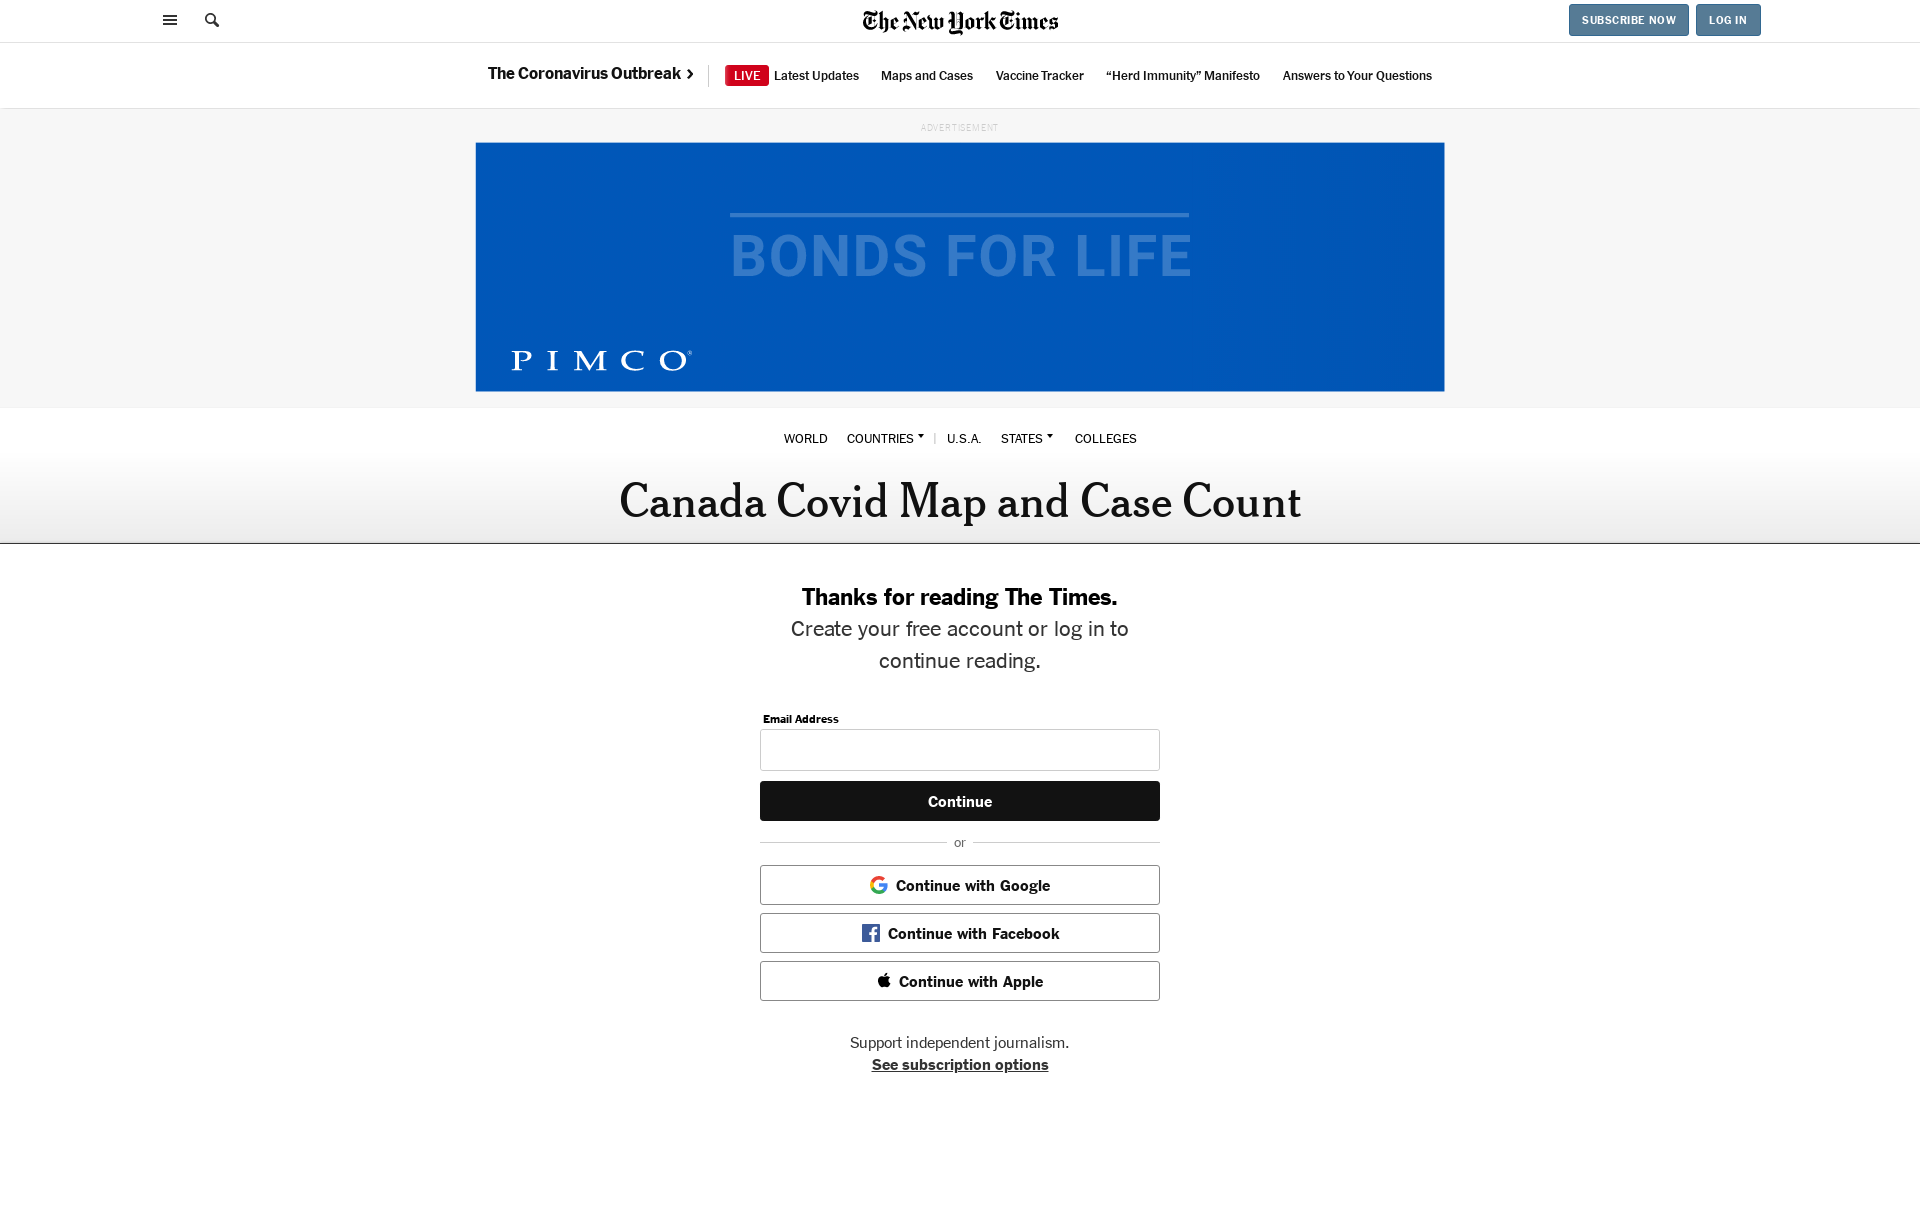 The New York Times
SUBSCRIBE NOW
LOG IN
The Coronavirus Outbreak
LIVE Latest Updates
Maps and Cases
Vaccine Tracker
“Herd Immunity” Manifesto
Answers to Your Questions
ADVERTISEMENT
BONDS FOR LIFE
PIMCO®
WORLD
COUNTRIES
|
U.S.A.
STATES
COLLEGES
Canada Covid Map and Case Count
Thanks for reading The Times.
Create your free account or log in to
continue reading.
Email Address
Continue
or
Continue with Google
Continue with Facebook
Continue with Apple
Support independent journalism.
See subscription options